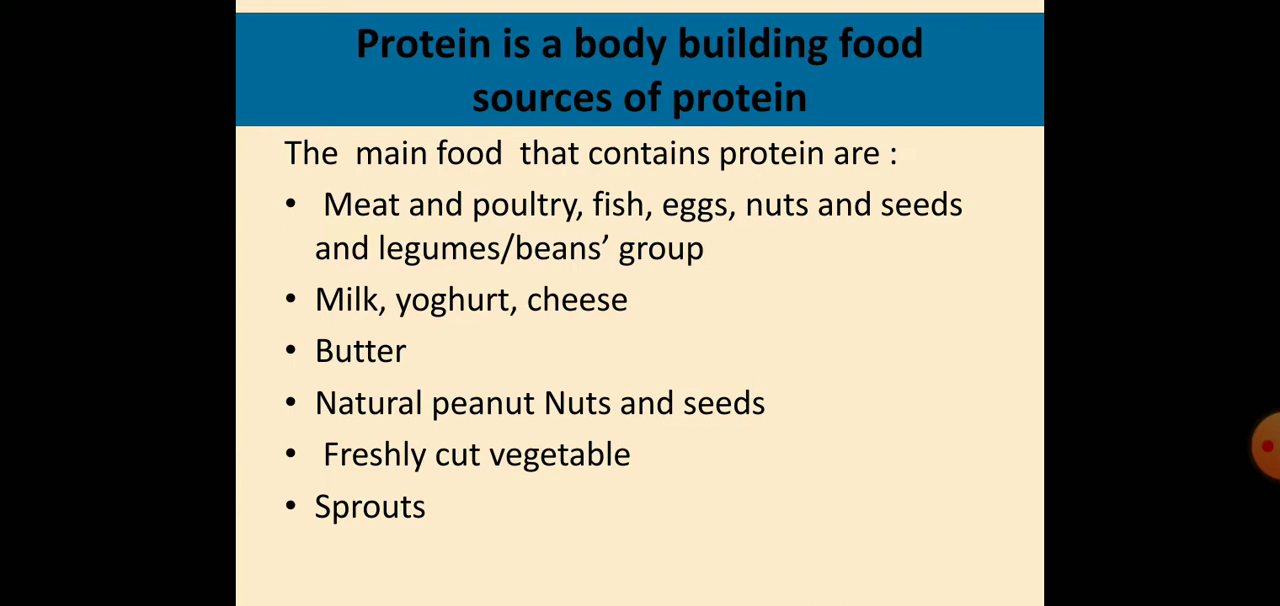 Protein is a body building food
sources of protein
The main food that contains protein are :
• Meat and poultry, fish, eggs, nuts and seeds
and legumes/beans’ group
• Milk, yoghurt, cheese
• Butter
• Natural peanut Nuts and seeds
• Freshly cut vegetable
• Sprouts